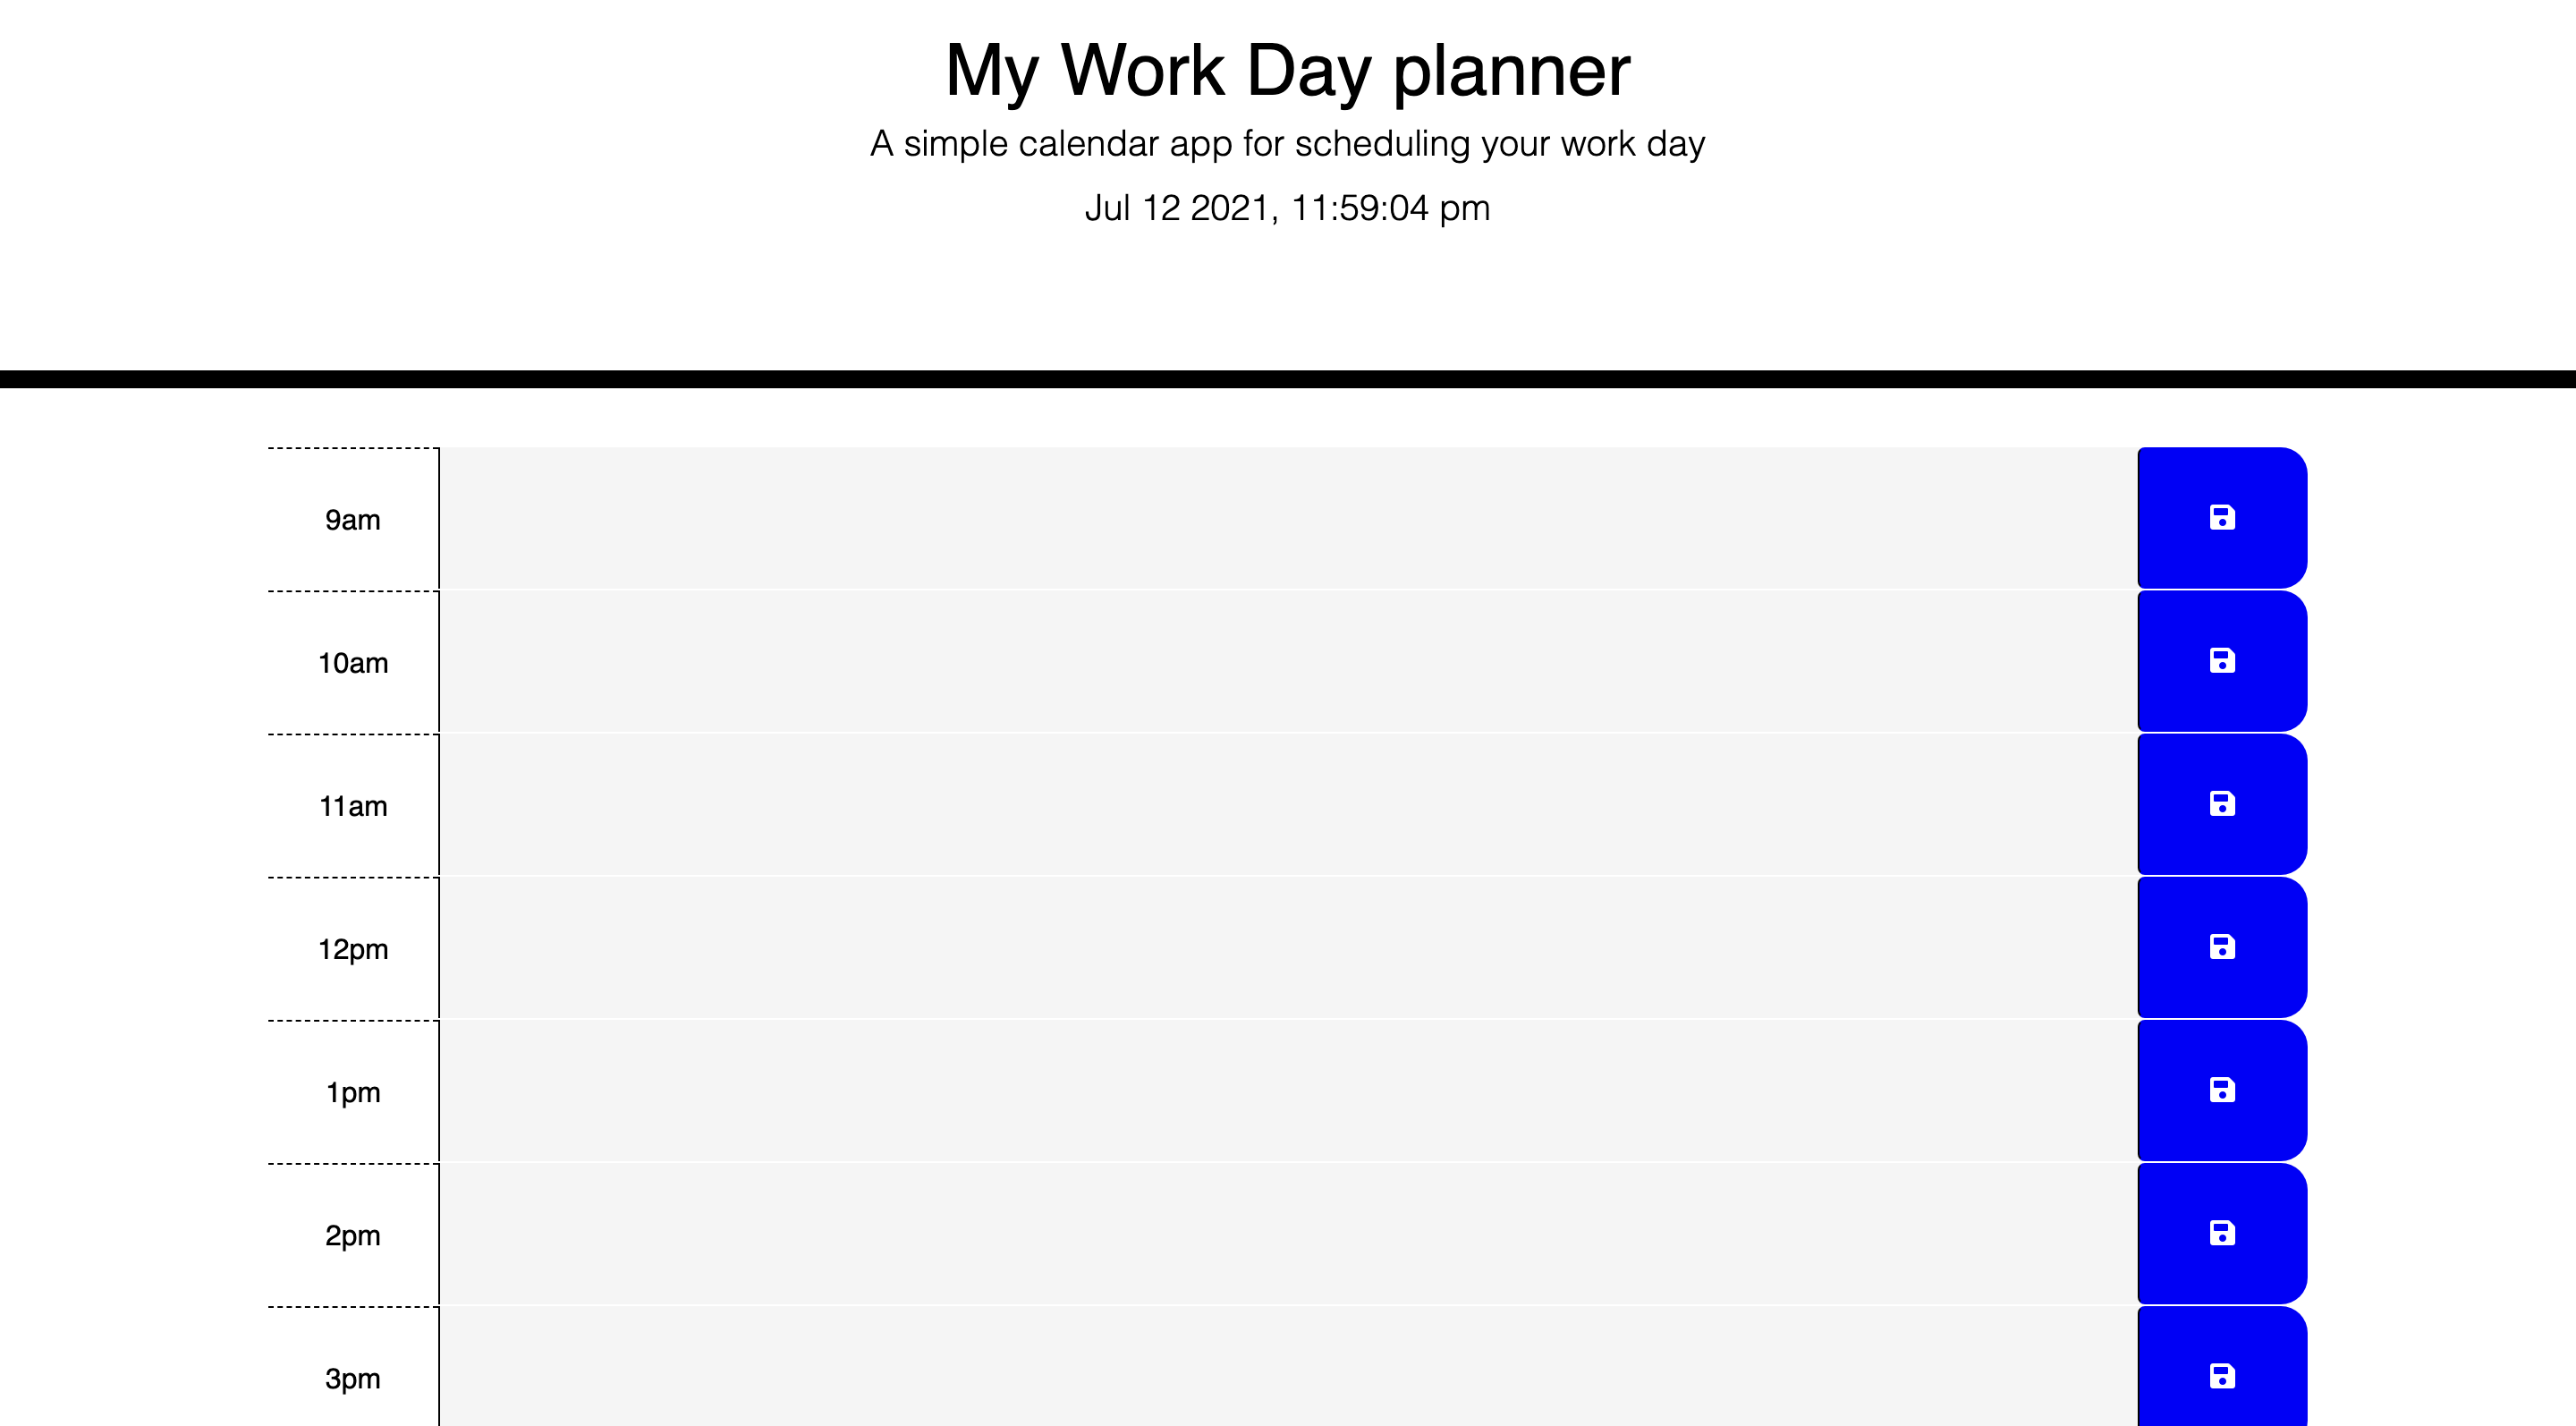 My Work Day planner
A simple calendar app for scheduling your work day
Jul 12 2021, 11:59:04 pm
9am
10am
11am
12pm
1pm
2pm
3pm